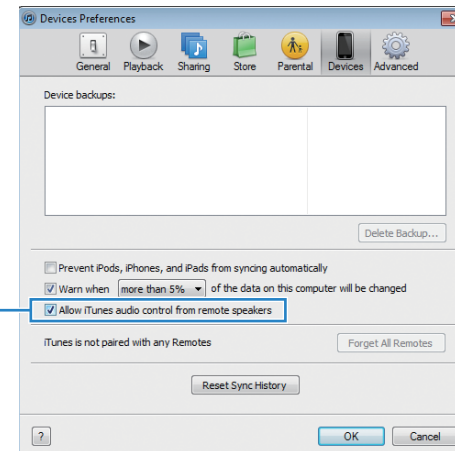 Devices Preferences
General Playback Sharing Store Parental Devices Advanced
Device backups:
Delete Backup...
Prevent iPods, iPhones, and iPads from syncing automatically
Warn when more than 5% of the data on this computer will be changed
Allow iTunes audio control from remote speakers
iTunes is not paired with any Remotes Forget All Remotes
Reset Sync History
? OK Cancel